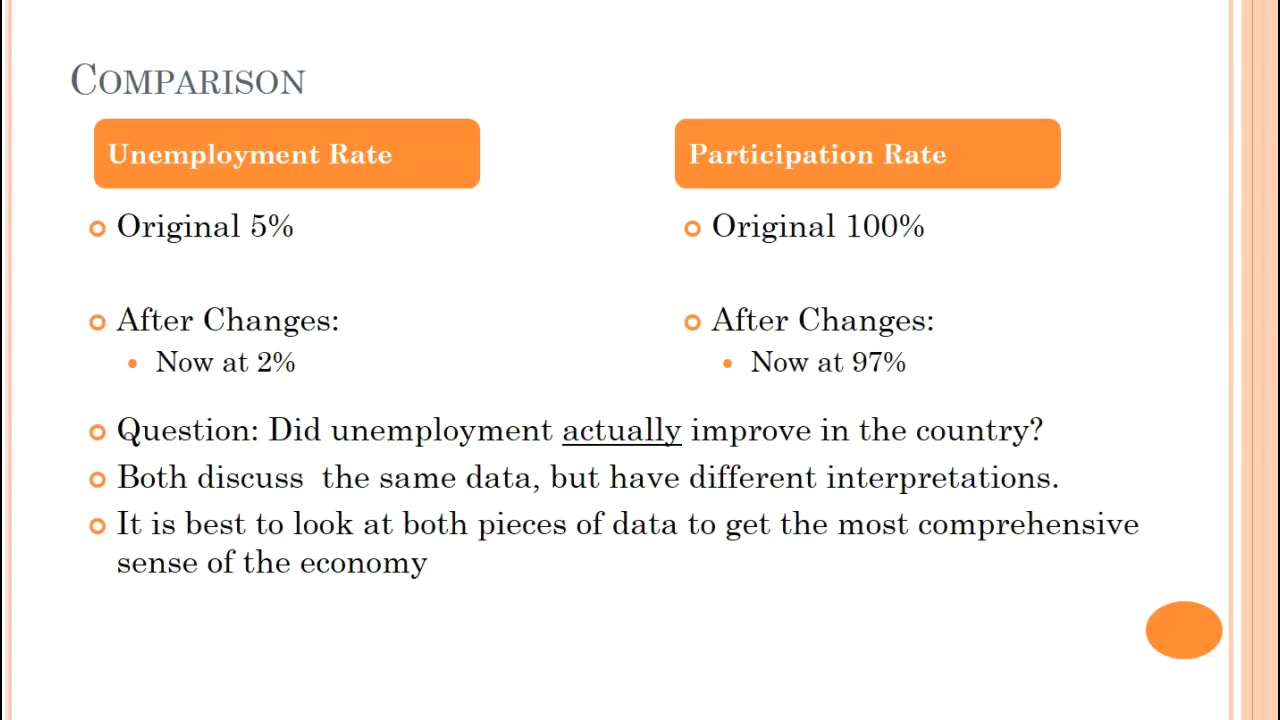 COMPARISON
Unemployment Rate
Participation Rate
Original 5%
Original 100%
After Changes:
After Changes:
Now at 2%
Now at 97%
Question: Did unemployment actually improve in the country?
Both discuss the same data, but have different interpretations.
It is best to look at both pieces of data to get the most comprehensive
sense of the economy